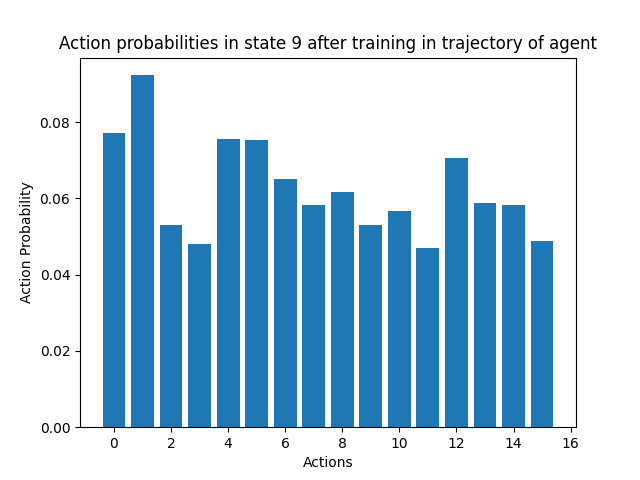 Action probabilities in state 9 after training in trajectory of agent
0.08
0.06
0.04
0.02
0.00
Action Probability
0 2 4 6 8 10 12 14 16
Actions